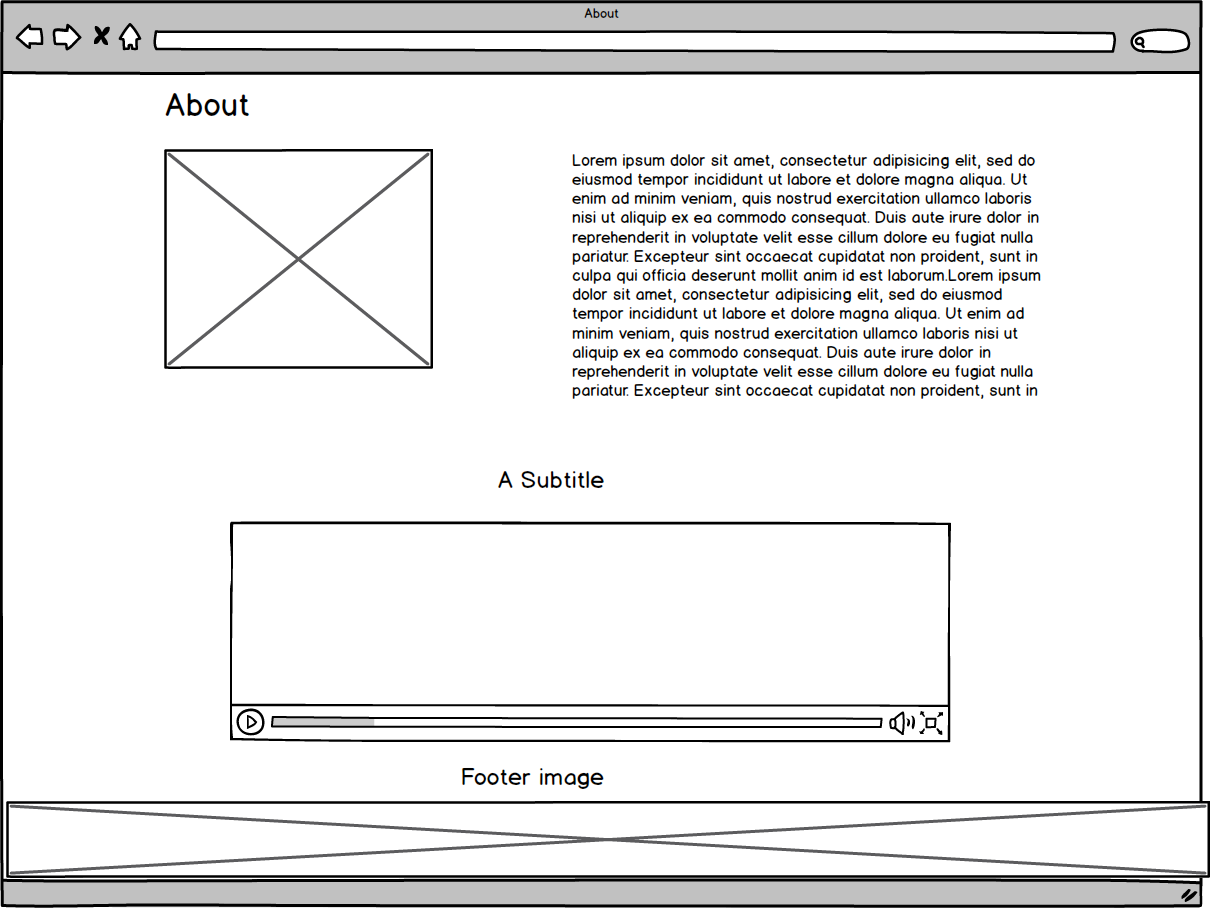 About
About
Lorem ipsum dolor sit amet, consectetur adipisicing elit, sed do
eiusmod tempor incididunt ut labore et dolore magna aliqua. Ut
enim ad minim veniam, quis nostrud exercitation ullamco laboris
nisi ut aliquip ex ea commodo consequat. Duis aute irure dolor in
reprehenderit in voluptate velit esse cillum dolore eu fugiat nulla
pariatur. Excepteur sint occaecat cupidatat non proident, sunt in
culpa qui officia deserunt mollit anim id est laborum.Lorem ipsum
dolor sit amet, consectetur adipisicing elit, sed do eiusmod
tempor incididunt ut labore et dolore magna aliqua. Ut enim ad
minim veniam, quis nostrud exercitation ullamco laboris nisi ut
aliquip ex ea commodo consequat. Duis aute irure dolor in
reprehenderit in voluptate velit esse cillum dolore eu fugiat nulla
pariatur. Excepteur sint occaecat cupidatat non proident, sunt in
A Subtitle
Footer image